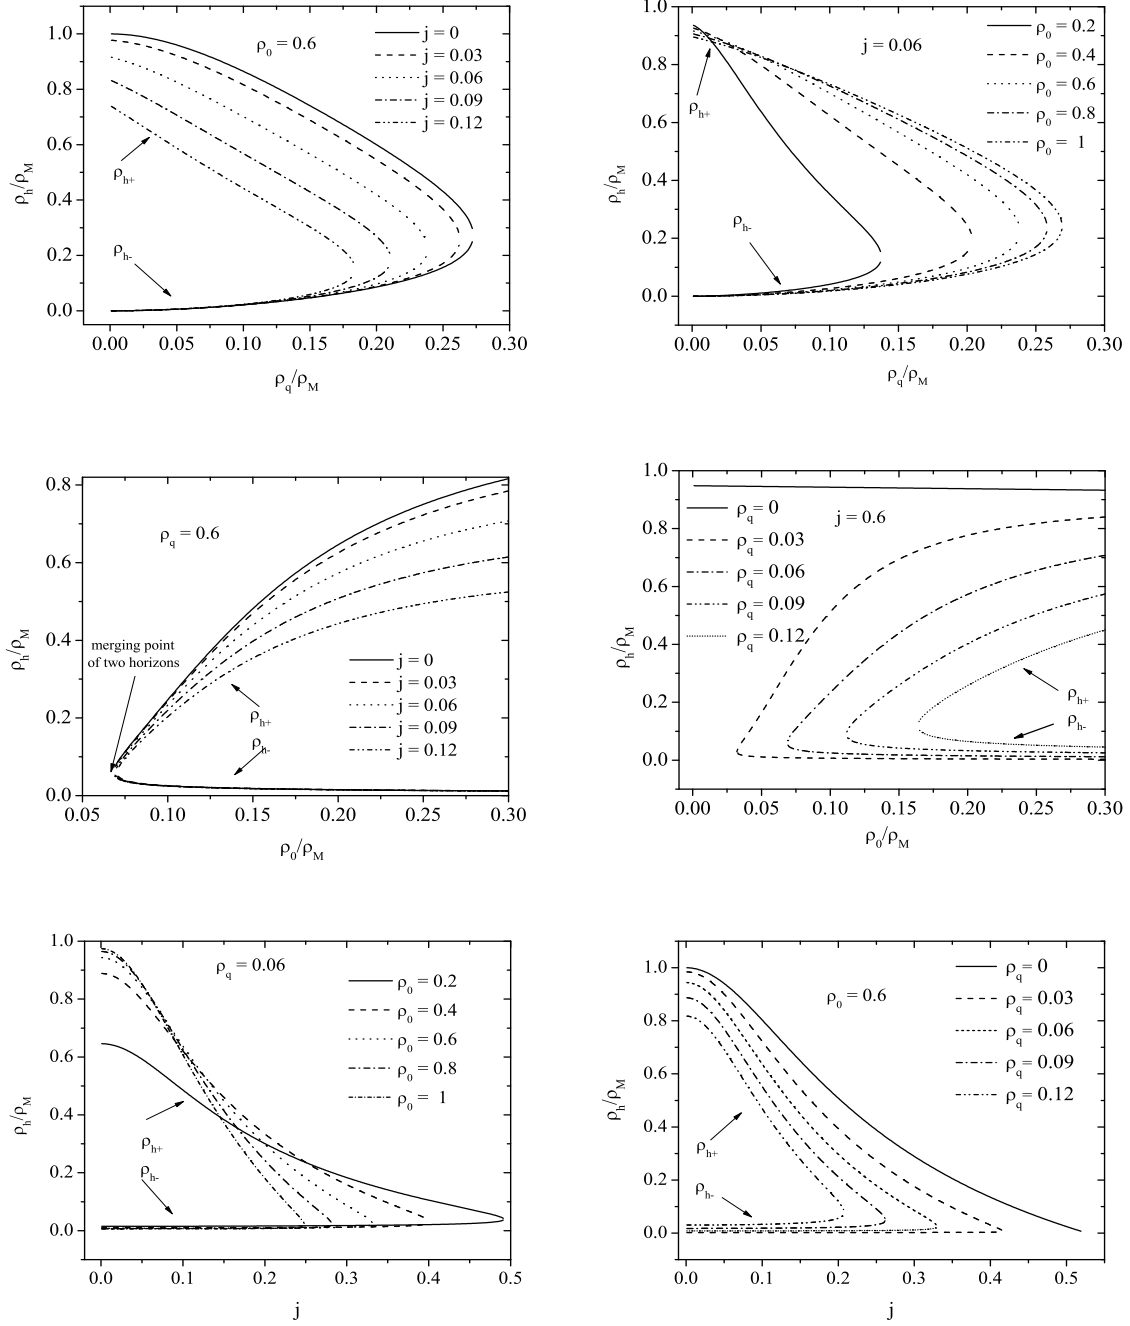 ρ₀ = 0.6
j = 0
j = 0.03
j = 0.06
j = 0.09
j = 0.12
ρh+
ρh-
ρh/ρM
1.0
0.8
0.6
0.4
0.2
0.0
0.00 0.05 0.10 0.15 0.20 0.25 0.30
ρq/ρM
j = 0.06
ρ₀ = 0.2
ρ₀ = 0.4
ρ₀ = 0.6
ρ₀ = 0.8
ρ₀ = 1
ρh+
ρh-
ρh/ρM
1.0
0.8
0.6
0.4
0.2
0.0
0.00 0.05 0.10 0.15 0.20 0.25 0.30
ρq/ρM
ρq = 0.6
merging point
of two horizons
j = 0
j = 0.03
j = 0.06
j = 0.09
j = 0.12
ρh+
ρh-
ρh/ρM
0.8
0.6
0.4
0.2
0.0
0.05 0.10 0.15 0.20 0.25 0.30
ρ₀/ρM
ρq= 0
ρq= 0.03
ρq= 0.06
ρq= 0.09
ρq= 0.12
j = 0.6
ρh+
ρh-
ρh/ρM
1.0
0.8
0.6
0.4
0.2
0.0
0.00 0.05 0.10 0.15 0.20 0.25 0.30
ρ₀/ρM
ρq = 0.06
ρ₀ = 0.2
ρ₀ = 0.4
ρ₀ = 0.6
ρ₀ = 0.8
ρ₀ = 1
ρh+
ρh-
ρh/ρM
1.0
0.8
0.6
0.4
0.2
0.0
0.0 0.1 0.2 0.3 0.4 0.5
j
ρ₀ = 0.6
ρq= 0
ρq= 0.03
ρq= 0.06
ρq= 0.09
ρq= 0.12
ρh+
ρh-
ρh/ρM
1.0
0.8
0.6
0.4
0.2
0.0
0.0 0.1 0.2 0.3 0.4 0.5
j